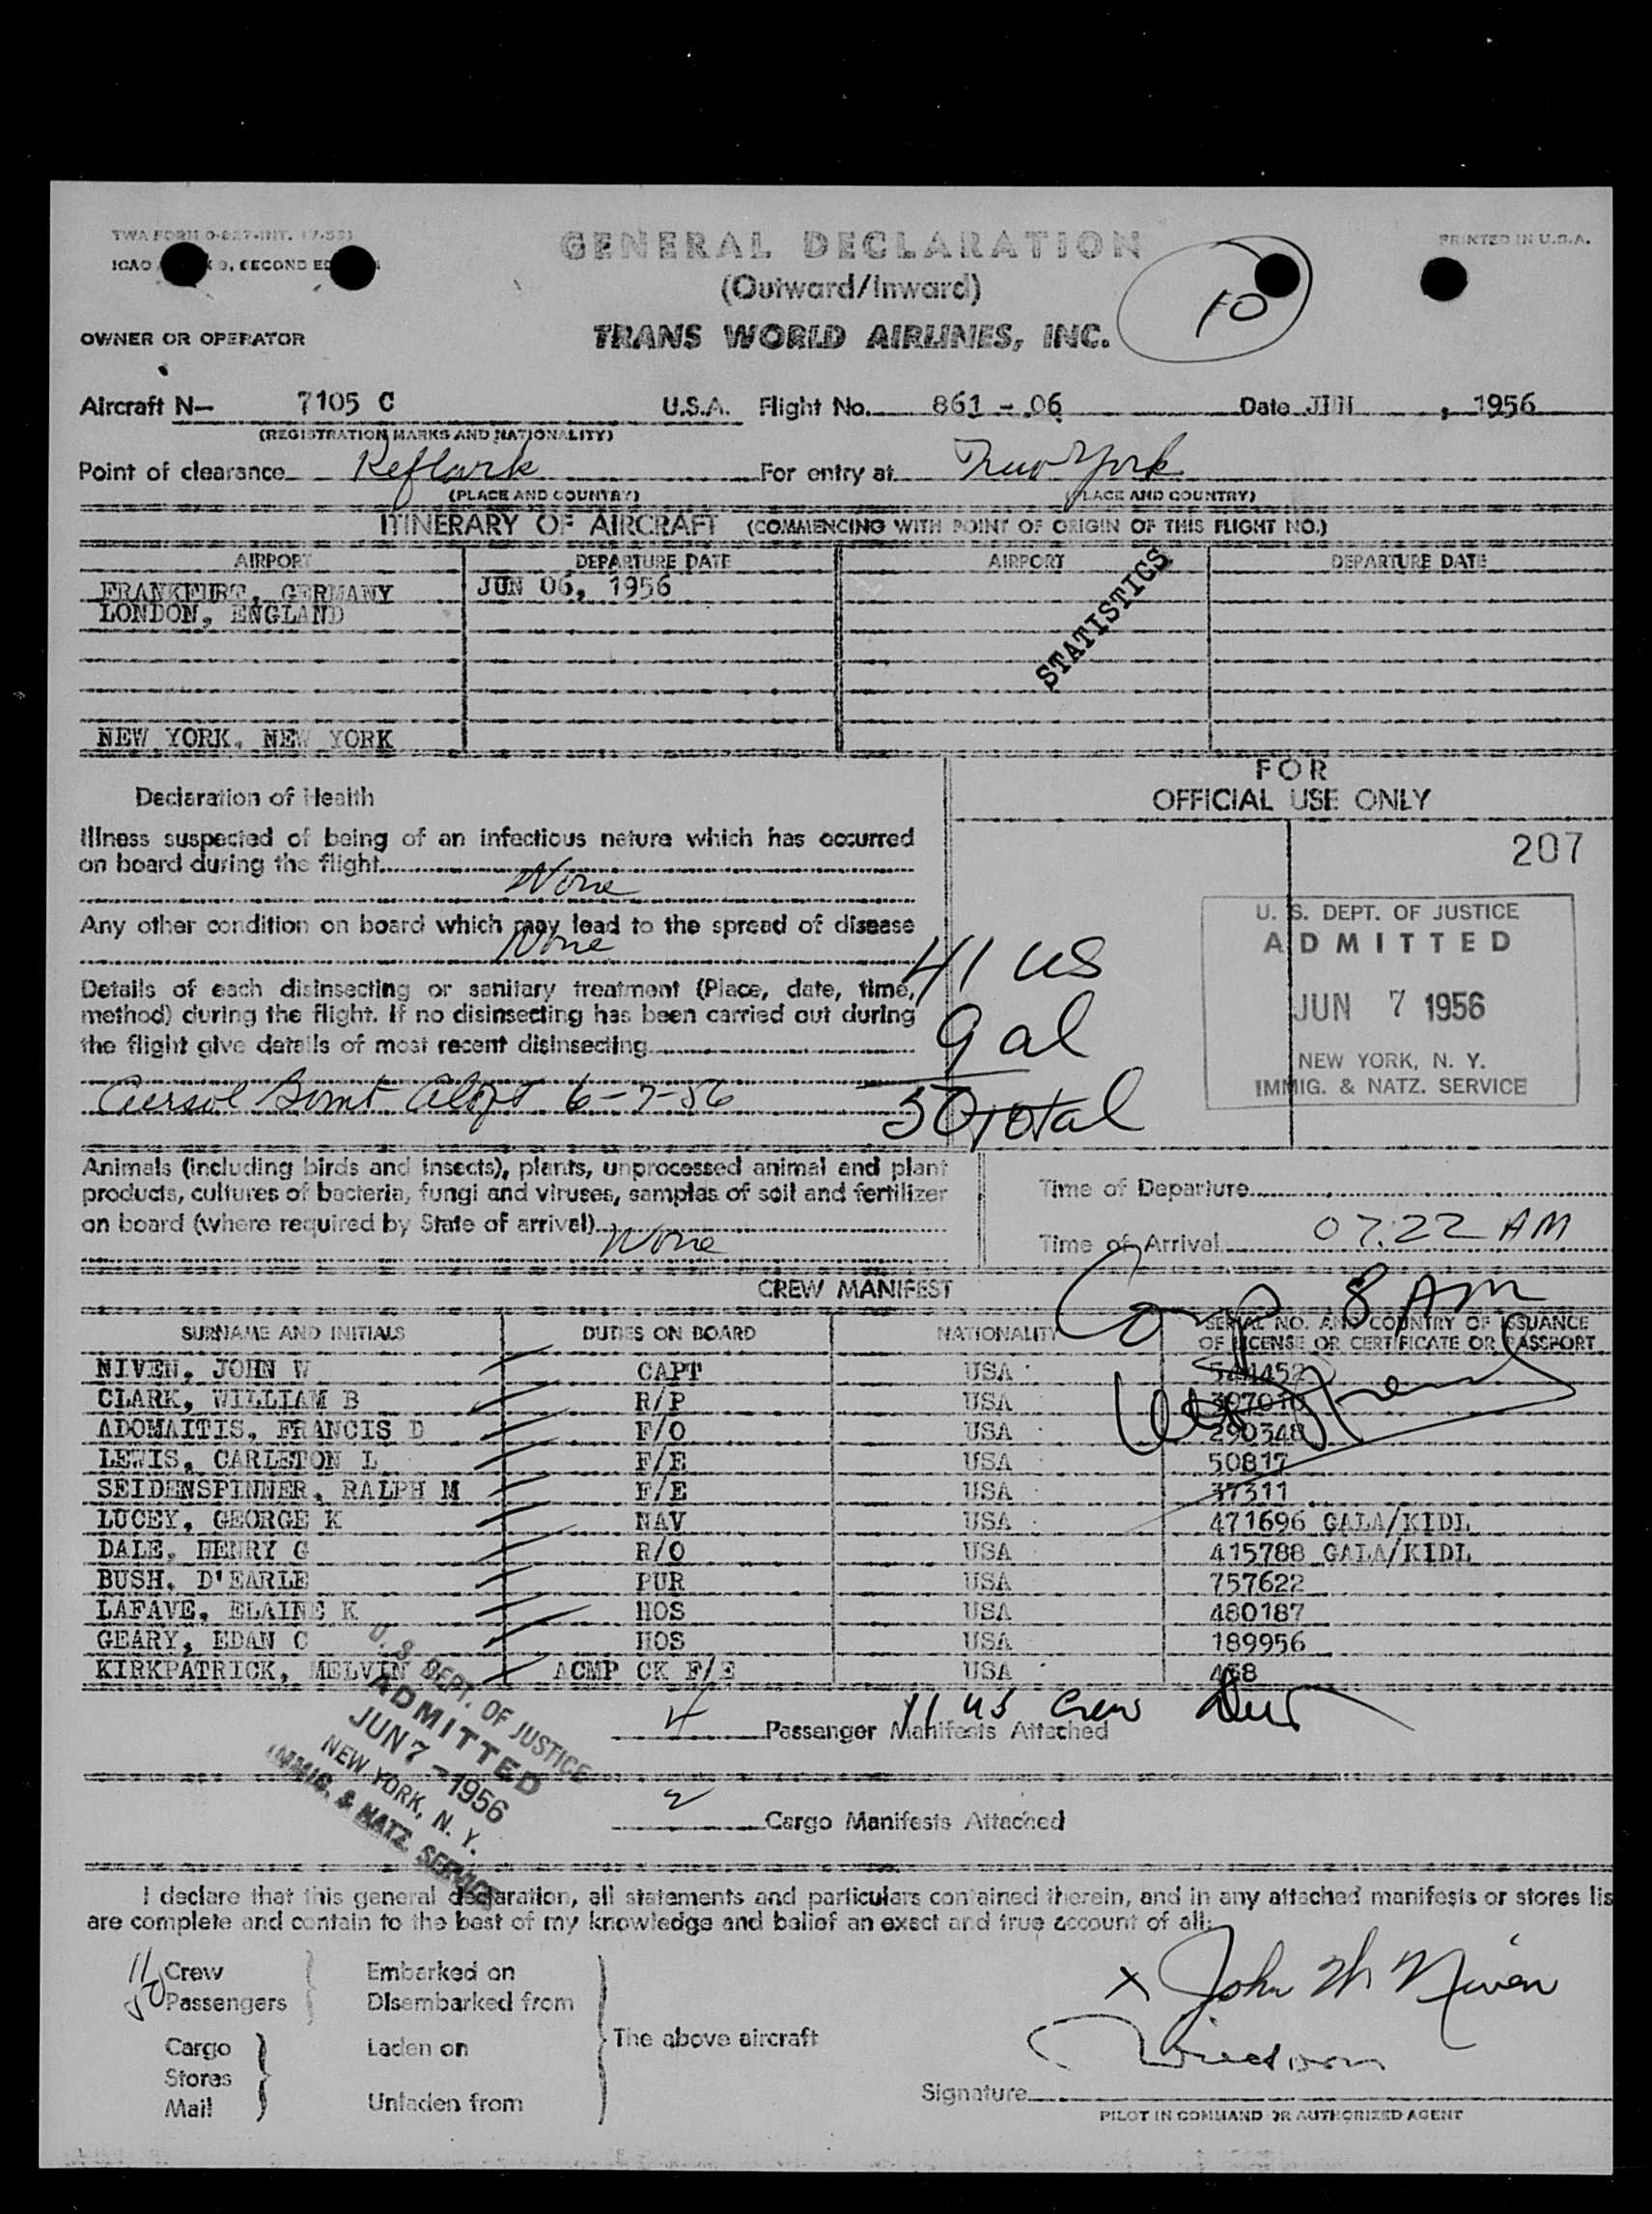 TWA FORM O-827-INT. (7-53)
PRINTED IN U.S.A.
ICAO 9, SECOND ED
GENERAL DECLARATION
(Outward/Inward)
10
OWNER OR OPERATOR
TRANS WORLD AIRLINES, INC.
Aircraft N— 7105 C U.S.A. Flight No. 861 - 06 Date JUN , 1956
(REGISTRATION MARKS AND NATIONALITY)
Point of clearance Keflavik For entry at New York
(PLACE AND COUNTRY) (PLACE AND COUNTRY)
ITINERARY OF AIRCRAFT (COMMENCING WITH POINT OF ORIGIN OF THIS FLIGHT NO.)
AIRPORT DEPARTURE DATE AIRPORT DEPARTURE DATE
FRANKFURT, GERMANY JUN 06, 1956
LONDON, ENGLAND
STATISTICS
NEW YORK, NEW YORK
FOR
OFFICIAL USE ONLY
207
U. S. DEPT. OF JUSTICE
ADMITTED
JUN 7 1956
NEW YORK, N. Y.
IMMIG. & NATZ. SERVICE
Declaration of Health
Illness suspected of being of an infectious nature which has occurred
on board during the flight
None
Any other condition on board which may lead to the spread of disease
None
Details of each disinsecting or sanitary treatment (Place, date, time,
method) during the flight. If no disinsecting has been carried out during
the flight give details of most recent disinsecting
Aersol Bomb Aloft 6-7-56
41 US
9 al
50 total
Animals (including birds and insects), plants, unprocessed animal and plant
products, cultures of bacteria, fungi and viruses, samples of soil and fertilizer
on board (where required by State of arrival)
None
Time of Departure
Time of Arrival 07:22 AM
Comp 8 AM
CREW MANIFEST
SURNAME AND INITIALS DUTIES ON BOARD NATIONALITY SERIAL NO. AND COUNTRY OF ISSUANCE
OF LICENSE OR CERTIFICATE OR PASSPORT
NIVEN, JOHN W CAPT USA 544452
CLARK, WILLIAM B R/P USA 307010
ADOMAITIS, FRANCIS D F/O USA 290348
LEWIS, CARLETON L F/E USA 50817
SEIDENSPINNER, RALPH M F/E USA 37311
LUCEY, GEORGE K NAV USA 471696 GALA/KIDL
DALE, HENRY G R/O USA 415788 GALA/KIDL
BUSH, D'EARLE PUR USA 757622
LAFAVE, ELAINE K HOS USA 480187
GEARY, EDAN C HOS USA 189956
KIRKPATRICK, MELVIN ACMP CK F/E USA 458
11 US Crew
4 Passenger Manifests Attached
U. S. DEPT. OF JUSTICE
ADMITTED
JUN 7 - 1956
NEW YORK, N. Y.
IMMIG. & NATZ. SERVICE
2 Cargo Manifests Attached
I declare that this general declaration, all statements and particulars contained therein, and in any attached manifests or stores lis
are complete and contain to the best of my knowledge and belief an exact and true account of all:
11 Crew Embarked on
50 Passengers Disembarked from
The above aircraft
Cargo Laden on
Stores
Mail Unladen from
X John W Niven
Signature
PILOT IN COMMAND OR AUTHORIZED AGENT